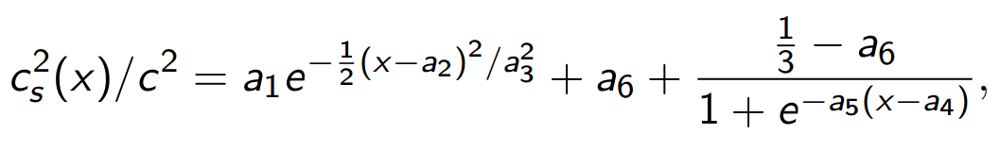 c_s^2(x)/c^2 = a_1 e^{-\frac{1}{2}(x-a_2)^2/a_3^2} + a_6 + \frac{\frac{1}{3} - a_6}{1 + e^{-a_5(x-a_4)}},